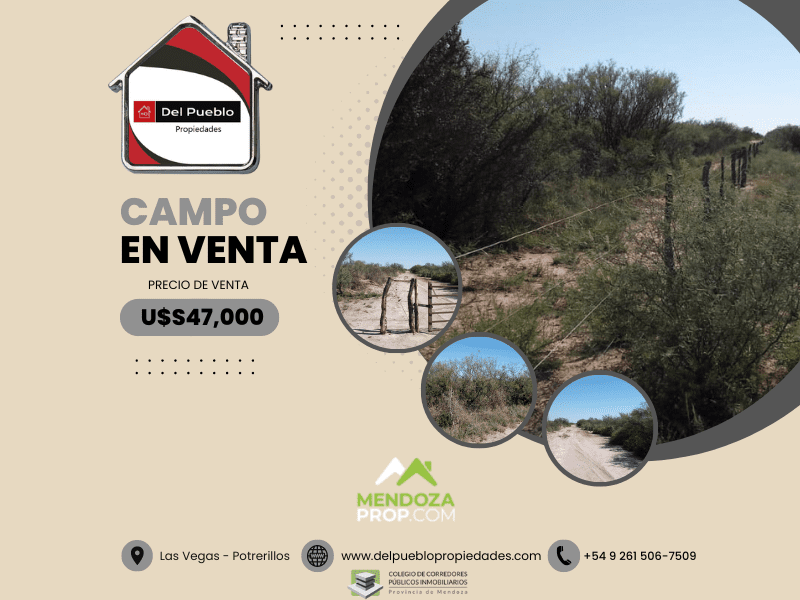 Del Pueblo
Propiedades
CAMPO
EN VENTA
PRECIO DE VENTA
U$S47,000
MENDOZA
PROP.COM
Las Vegas - Potrerillos
www.delpueblopropiedades.com
+54 9 261 506-7509
COLEGIO DE CORREDORES
PÚBLICOS INMOBILIARIOS
Provincia de Mendoza